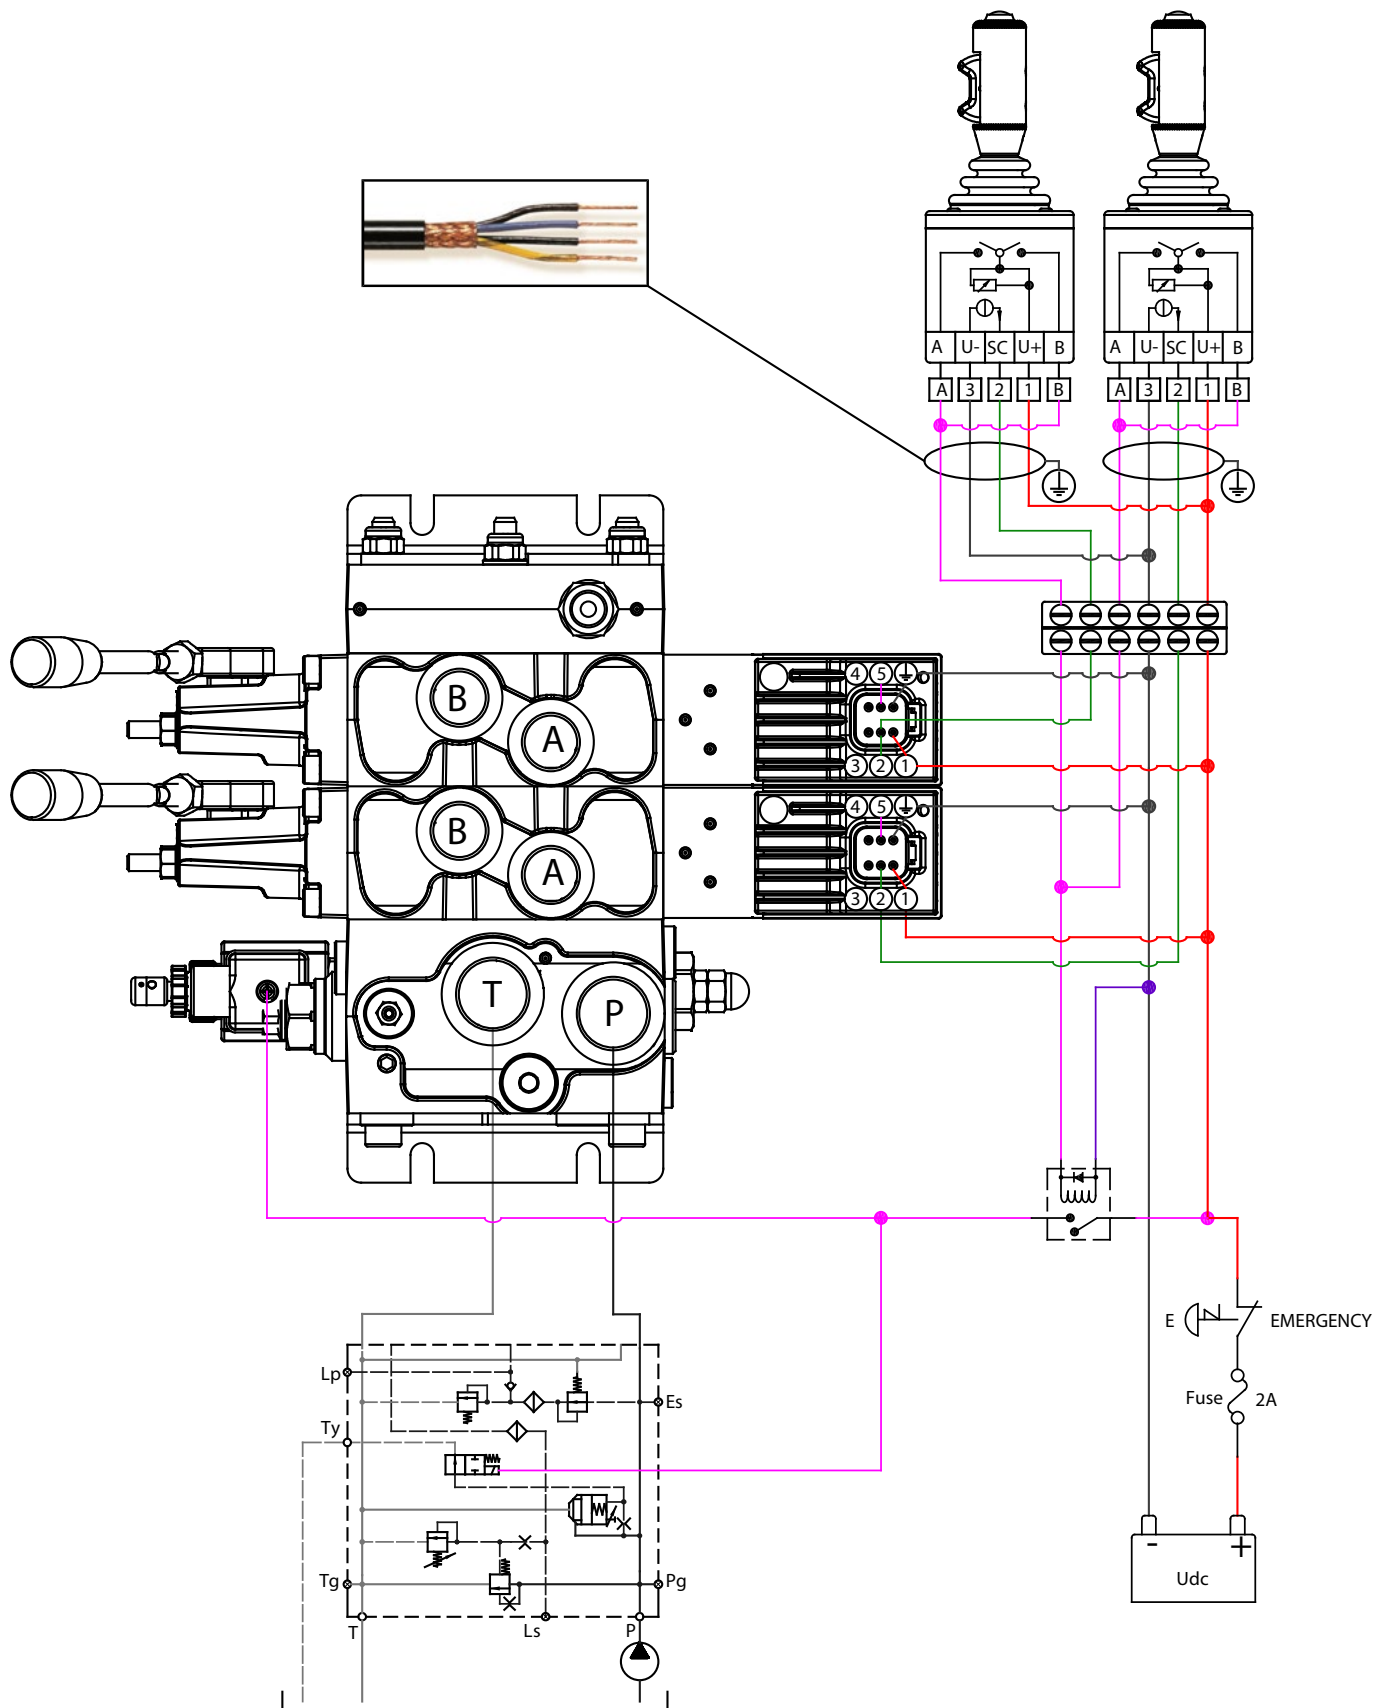 A U- SC U+ B
A U- SC U+ B
A 3 2 1 B
A 3 2 1 B
B
A
4 5
3 2 1
B
A
4 5
3 2 1
T
P
E EMERGENCY
Fuse 2A
Lp
Es
Ty
Tg
Pg
T
Ls
P
- +
Udc